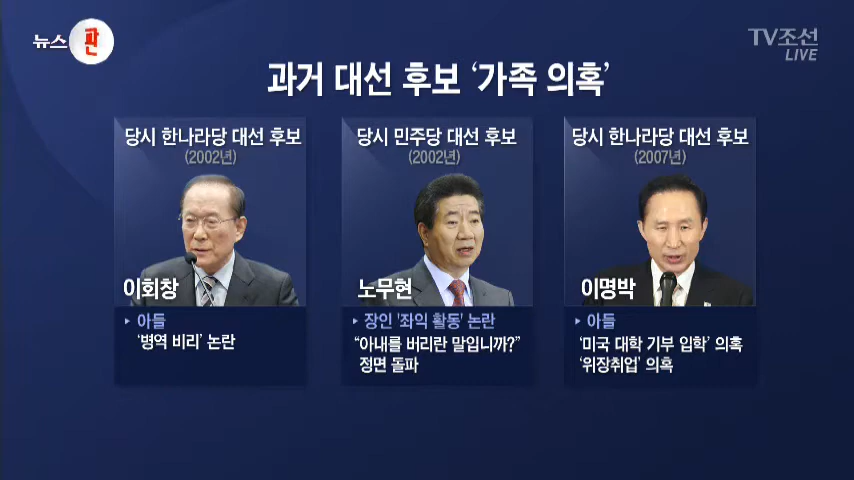 뉴스 판
TV조선
LIVE
과거 대선 후보 ‘가족 의혹’
당시 한나라당 대선 후보
(2002년)
이회창
▸ 아들
‘병역 비리’ 논란
당시 민주당 대선 후보
(2002년)
노무현
▸ 장인 '좌익 활동' 논란
“아내를 버리란 말입니까?”
정면 돌파
당시 한나라당 대선 후보
(2007년)
이명박
▸ 아들
‘미국 대학 기부 입학’ 의혹
‘위장취업’ 의혹